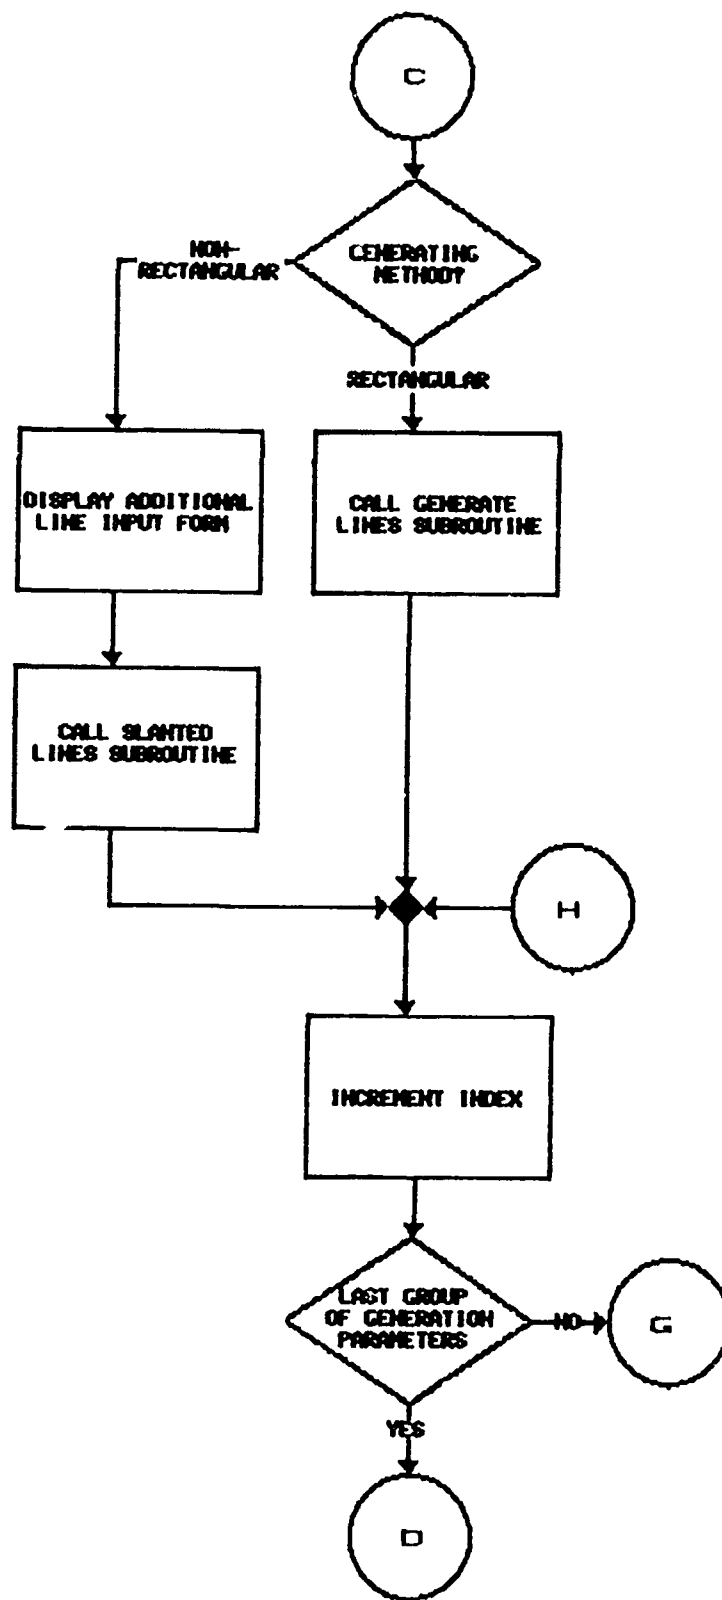 C
GENERATING
METHOD?
NON-
RECTANGULAR
RECTANGULAR
DISPLAY ADDITIONAL
LINE INPUT FORM
CALL GENERATE
LINES SUBROUTINE
CALL SLANTED
LINES SUBROUTINE
H
INCREMENT INDEX
LAST GROUP
OF GENERATION
PARAMETERS
NO
G
YES
D